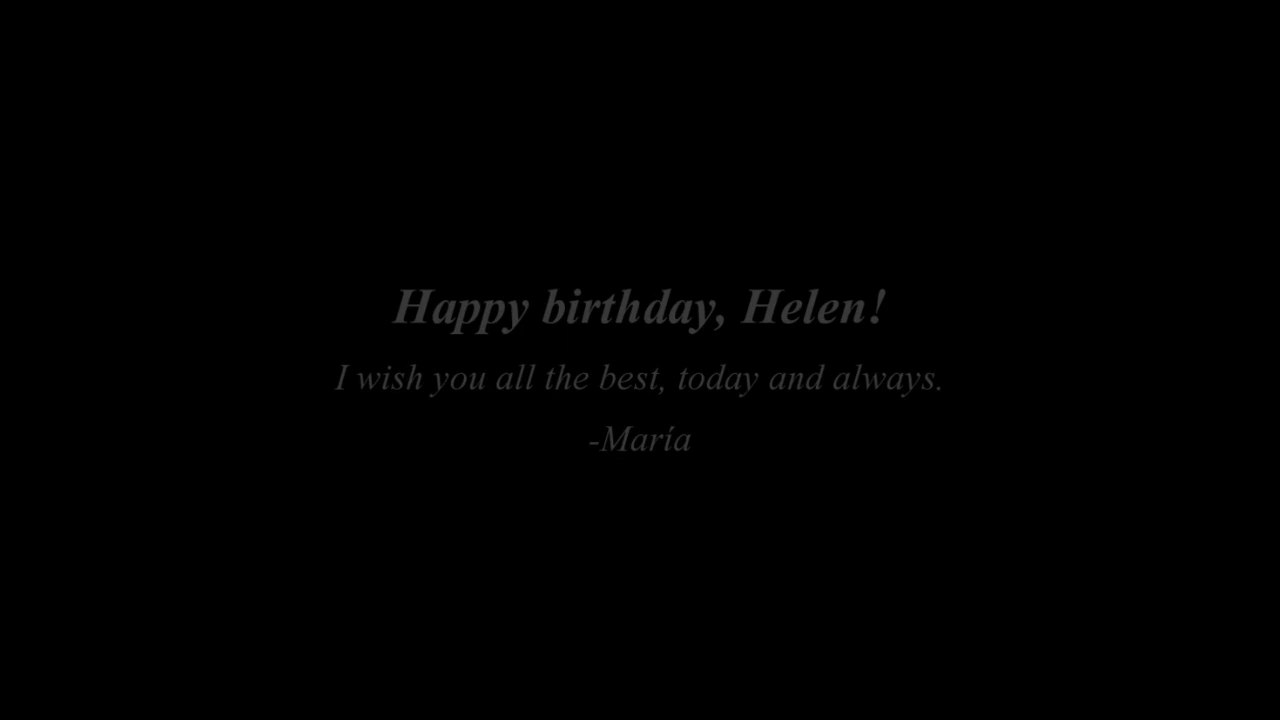 Happy birthday, Helen!
I wish you all the best, today and always.
-María